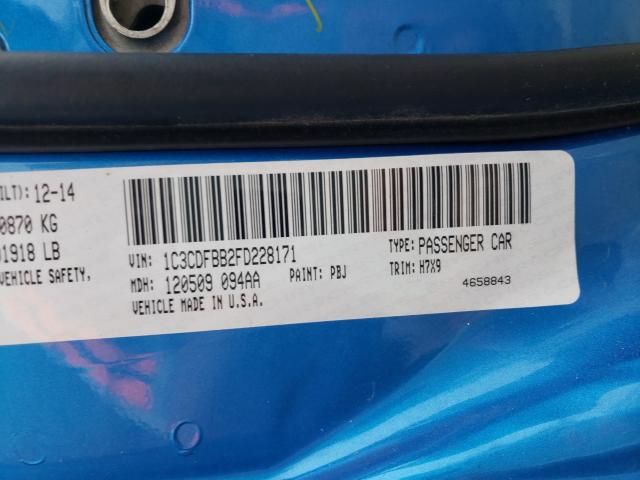 ILT): 12-14
0870 KG
01918 LB
VEHICLE SAFETY,
VIN: 1C3CDFBB2FD228171
TYPE: PASSENGER CAR
MDH: 120509 094AA
PAINT: PBJ
TRIM: H7X9
VEHICLE MADE IN U.S.A.
4658843